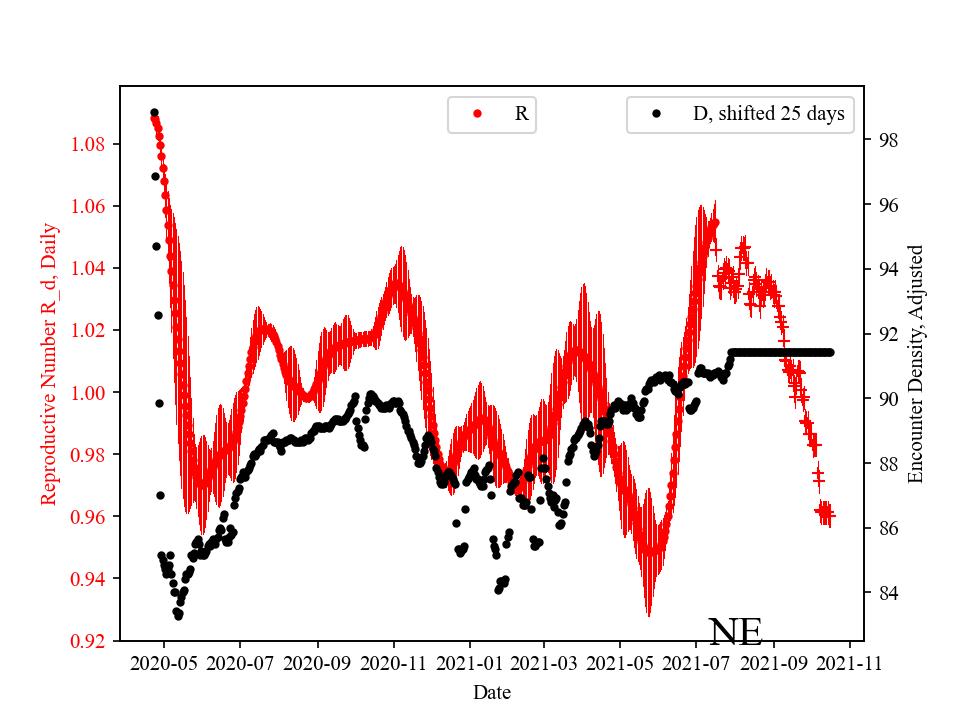 R
D, shifted 25 days
1.08
1.06
1.04
1.02
1.00
0.98
0.96
0.94
0.92
Reproductive Number R_d, Daily
98
96
94
92
90
88
86
84
Encounter Density, Adjusted
NE
2020-05 2020-07 2020-09 2020-11 2021-01 2021-03 2021-05 2021-07 2021-09 2021-11
Date